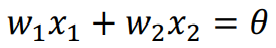 w₁x₁ + w₂x₂ = θ